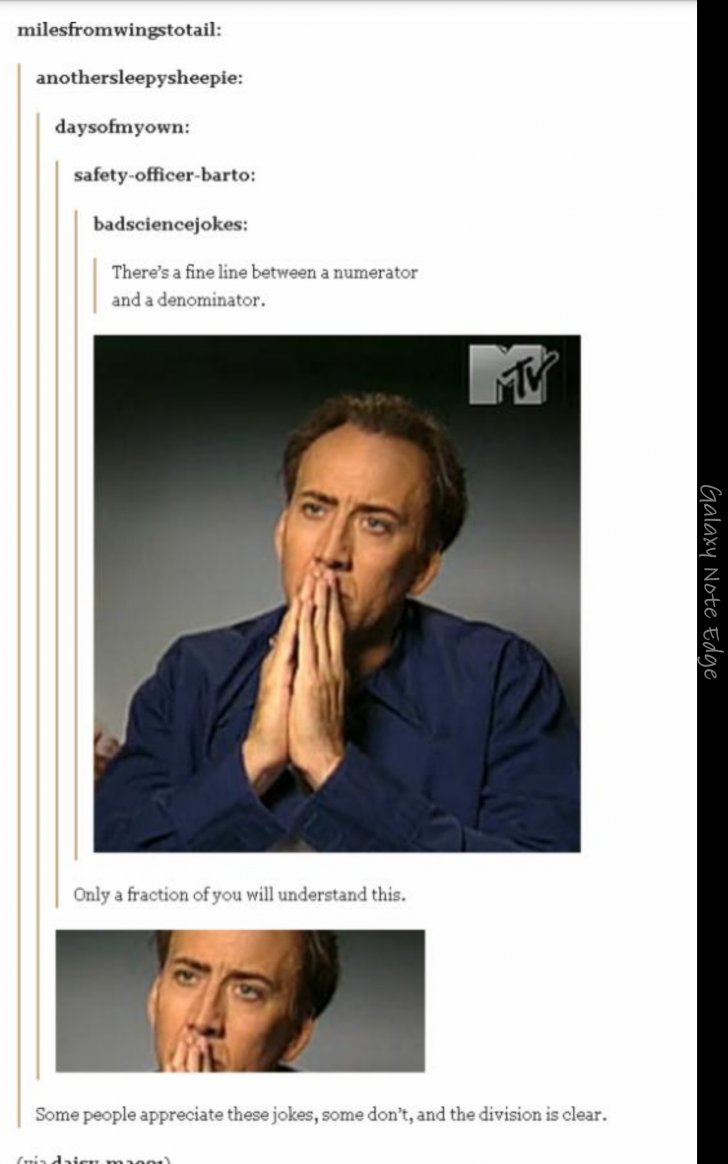 milesfromwingstotail:
anothersleepysheepie:
daysofmyown:
safety-officer-barto:
badsciencejokes:
There's a fine line between a numerator
and a denominator.
MTV
Galaxy Note Edge
Only a fraction of you will understand this.
Some people appreciate these jokes, some don't, and the division is clear.
(via